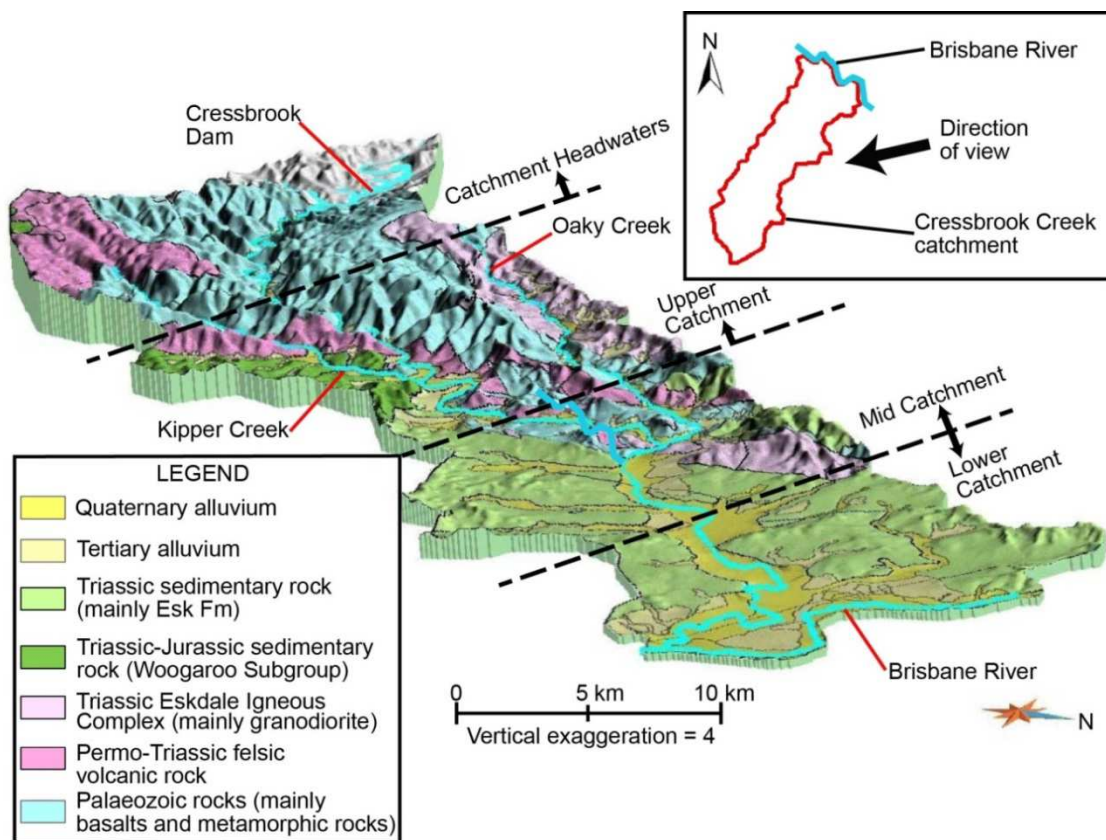 N
Brisbane River
Direction
of view
Cressbrook Creek
catchment
Cressbrook
Dam
Catchment Headwaters
Oaky Creek
Upper
Catchment
Mid Catchment
Lower
Catchment
Kipper Creek
LEGEND
Quaternary alluvium
Tertiary alluvium
Triassic sedimentary rock
(mainly Esk Fm)
Triassic-Jurassic sedimentary
rock (Woogaroo Subgroup)
Triassic Eskdale Igneous
Complex (mainly granodiorite)
Permo-Triassic felsic
volcanic rock
Palaeozoic rocks (mainly
basalts and metamorphic rocks)
Brisbane River
0 5 km 10 km
Vertical exaggeration = 4
N